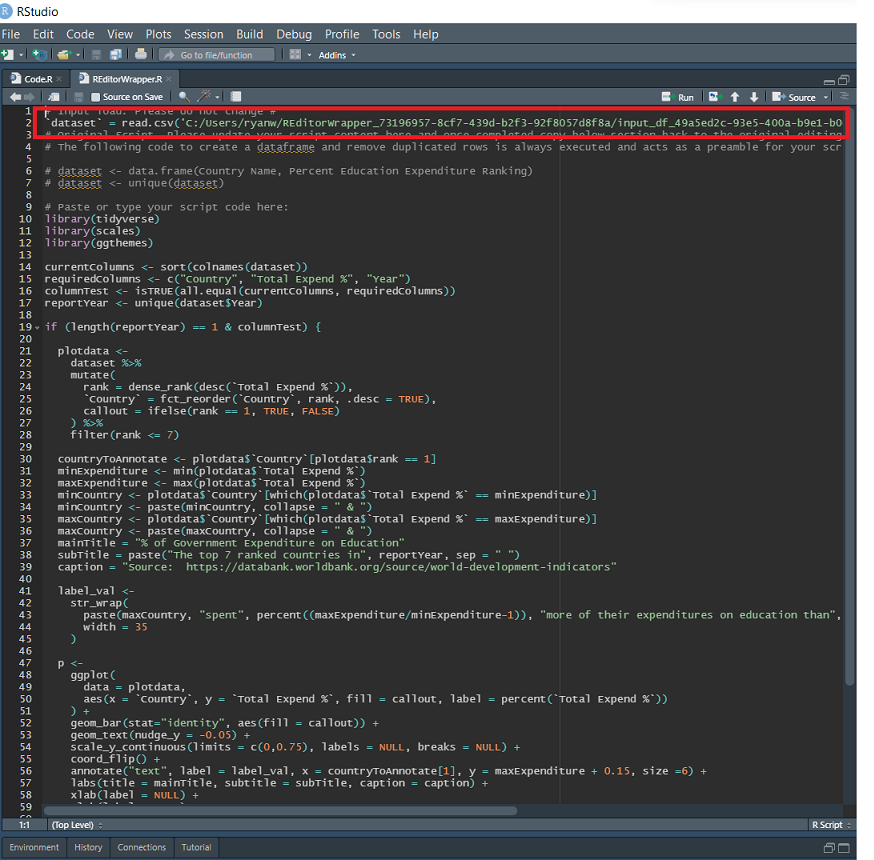 RStudio
File Edit Code View Plots Session Build Debug Profile Tools Help
Go to file/function Addins
Code.R REditorWrapper.R
Source on Save Run Source
1 # Input load. Please do not change #
2 `dataset` = read.csv('C:/Users/ryanw/REditorWrapper_73196957-8cf7-439d-b2f3-92f8057d8f8a/input_df_49a5ed2c-93e5-400a-b9e1-b0
3 # Original Script. Please update your script content here and once completed copy below section back to the original editing
4 # The following code to create a dataframe and remove duplicated rows is always executed and acts as a preamble for your scr
5
6 # dataset <- data.frame(Country Name, Percent Education Expenditure Ranking)
7 # dataset <- unique(dataset)
8
9 # Paste or type your script code here:
10 library(tidyverse)
11 library(scales)
12 library(ggthemes)
13
14 currentColumns <- sort(colnames(dataset))
15 requiredColumns <- c("Country", "Total Expend %", "Year")
16 columnTest <- isTRUE(all.equal(currentColumns, requiredColumns))
17 reportYear <- unique(dataset$Year)
18
19 if (length(reportYear) == 1 & columnTest) {
20
21 plotdata <-
22 dataset %>%
23 mutate(
24 rank = dense_rank(desc(`Total Expend %`)),
25 `Country` = fct_reorder(`Country`, rank, .desc = TRUE),
26 callout = ifelse(rank == 1, TRUE, FALSE)
27 ) %>%
28 filter(rank <= 7)
29
30 countryToAnnotate <- plotdata$`Country`[plotdata$rank == 1]
31 minExpenditure <- min(plotdata$`Total Expend %`)
32 maxExpenditure <- max(plotdata$`Total Expend %`)
33 minCountry <- plotdata$`Country`[which(plotdata$`Total Expend %` == minExpenditure)]
34 minCountry <- paste(minCountry, collapse = " & ")
35 maxCountry <- plotdata$`Country`[which(plotdata$`Total Expend %` == maxExpenditure)]
36 maxCountry <- paste(maxCountry, collapse = " & ")
37 mainTitle = "% of Government Expenditure on Education"
38 subTitle = paste("The top 7 ranked countries in", reportYear, sep = " ")
39 caption = "Source:  https://databank.worldbank.org/source/world-development-indicators"
40
41 label_val <-
42 str_wrap(
43 paste(maxCountry, "spent", percent((maxExpenditure/minExpenditure-1)), "more of their expenditures on education than",
44 width = 35
45 )
46
47 p <-
48 ggplot(
49 data = plotdata,
50 aes(x = `Country`, y = `Total Expend %`, fill = callout, label = percent(`Total Expend %`))
51 ) +
52 geom_bar(stat="identity", aes(fill = callout)) +
53 geom_text(nudge_y = -0.05) +
54 scale_y_continuous(limits = c(0,0.75), labels = NULL, breaks = NULL) +
55 coord_flip() +
56 annotate("text", label = label_val, x = countryToAnnotate[1], y = maxExpenditure + 0.15, size =6) +
57 labs(title = mainTitle, subtitle = subTitle, caption = caption) +
58 xlab(label = NULL) +
59
1:1 (Top Level) R Script
Environment History Connections Tutorial